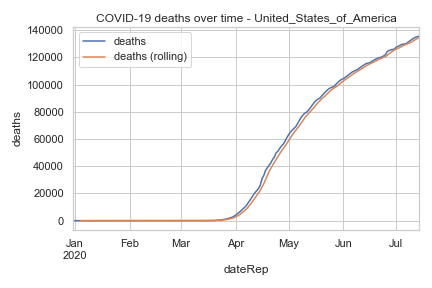 COVID-19 deaths over time - United_States_of_America
140000
120000
100000
80000
60000
40000
20000
0
deaths
deaths
deaths (rolling)
Jan Feb Mar Apr May Jun Jul
2020
dateRep